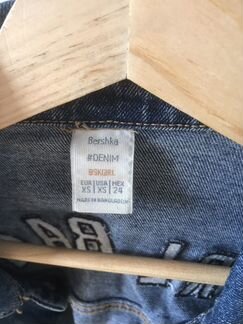 Bershka
#DENIM
BSKGIRL
EUR USA MEX
XS XS 24
MADE IN BANGLADESH